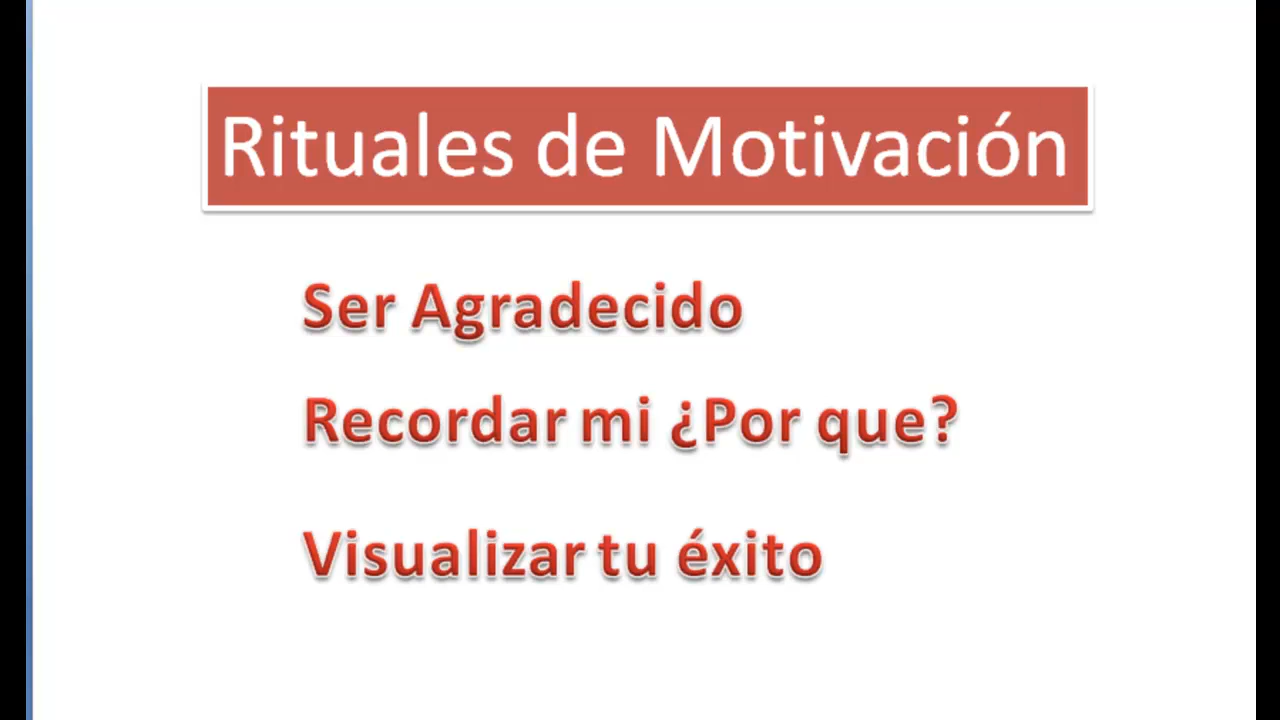 Rituales de Motivación
Ser Agradecido
Recordar mi ¿Por que?
Visualizar tu éxito